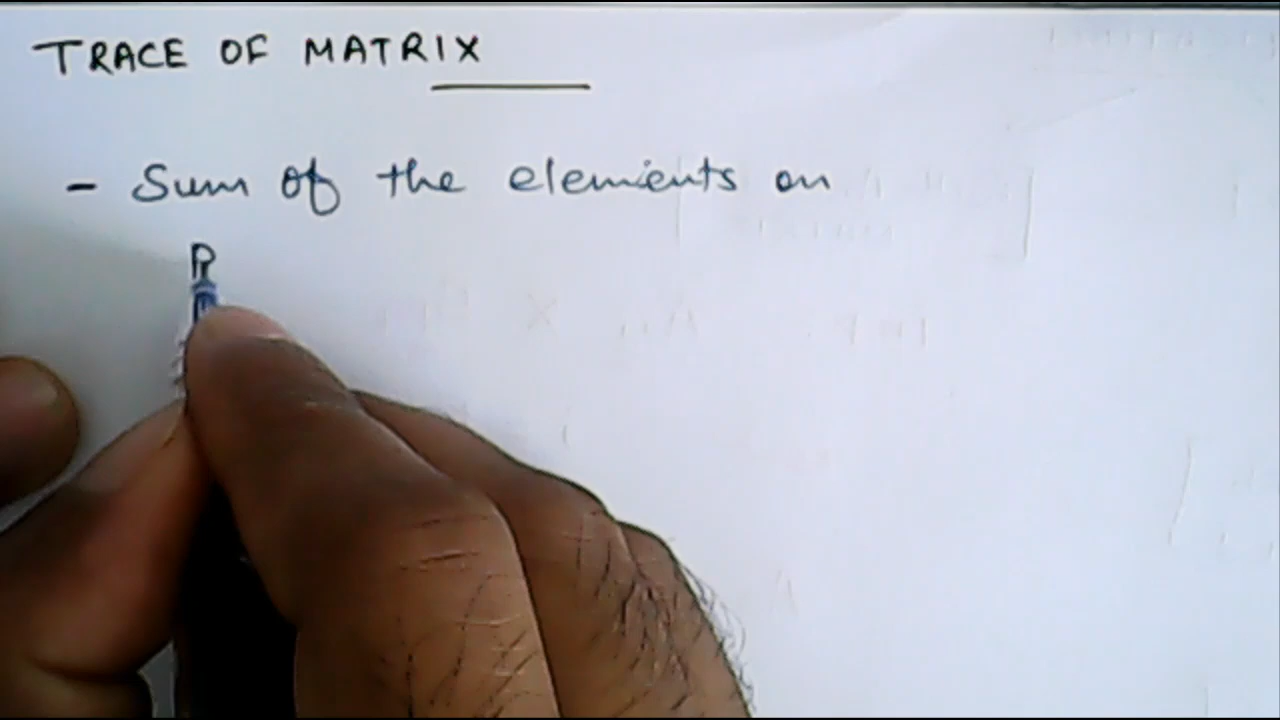 TRACE OF MATRIX
- Sum of the elements on
P